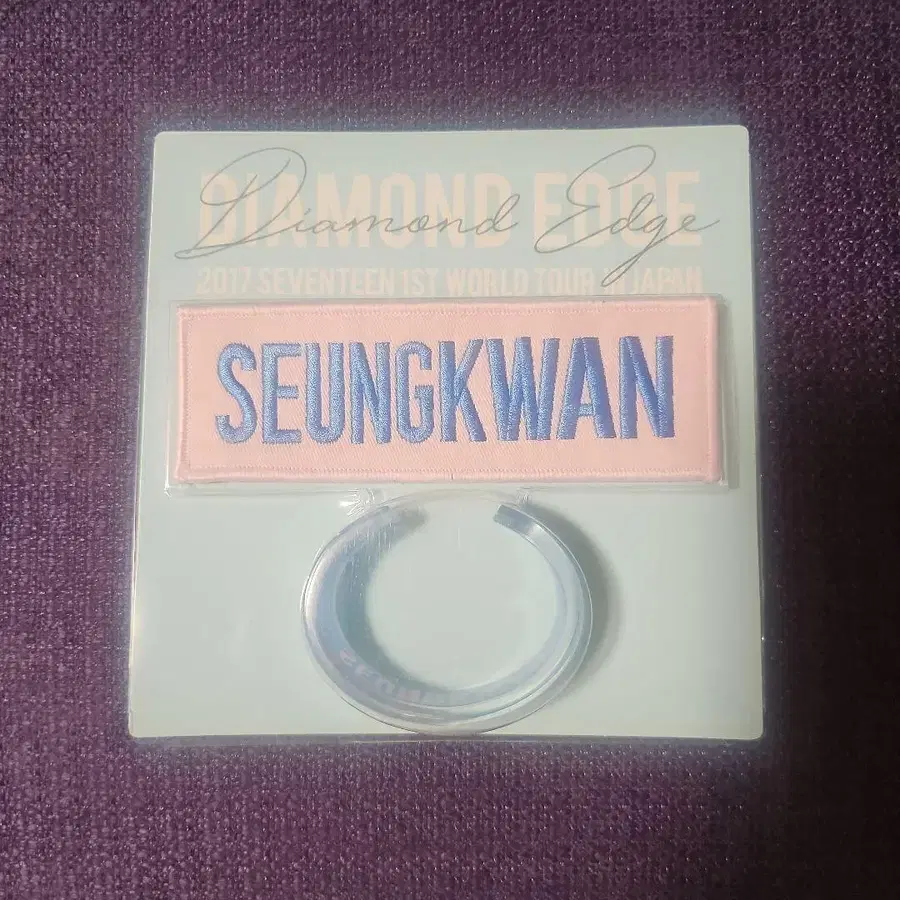 DIAMOND EDGE
Diamond Edge
2017 SEVENTEEN 1ST WORLD TOUR IN JAPAN
SEUNGKWAN